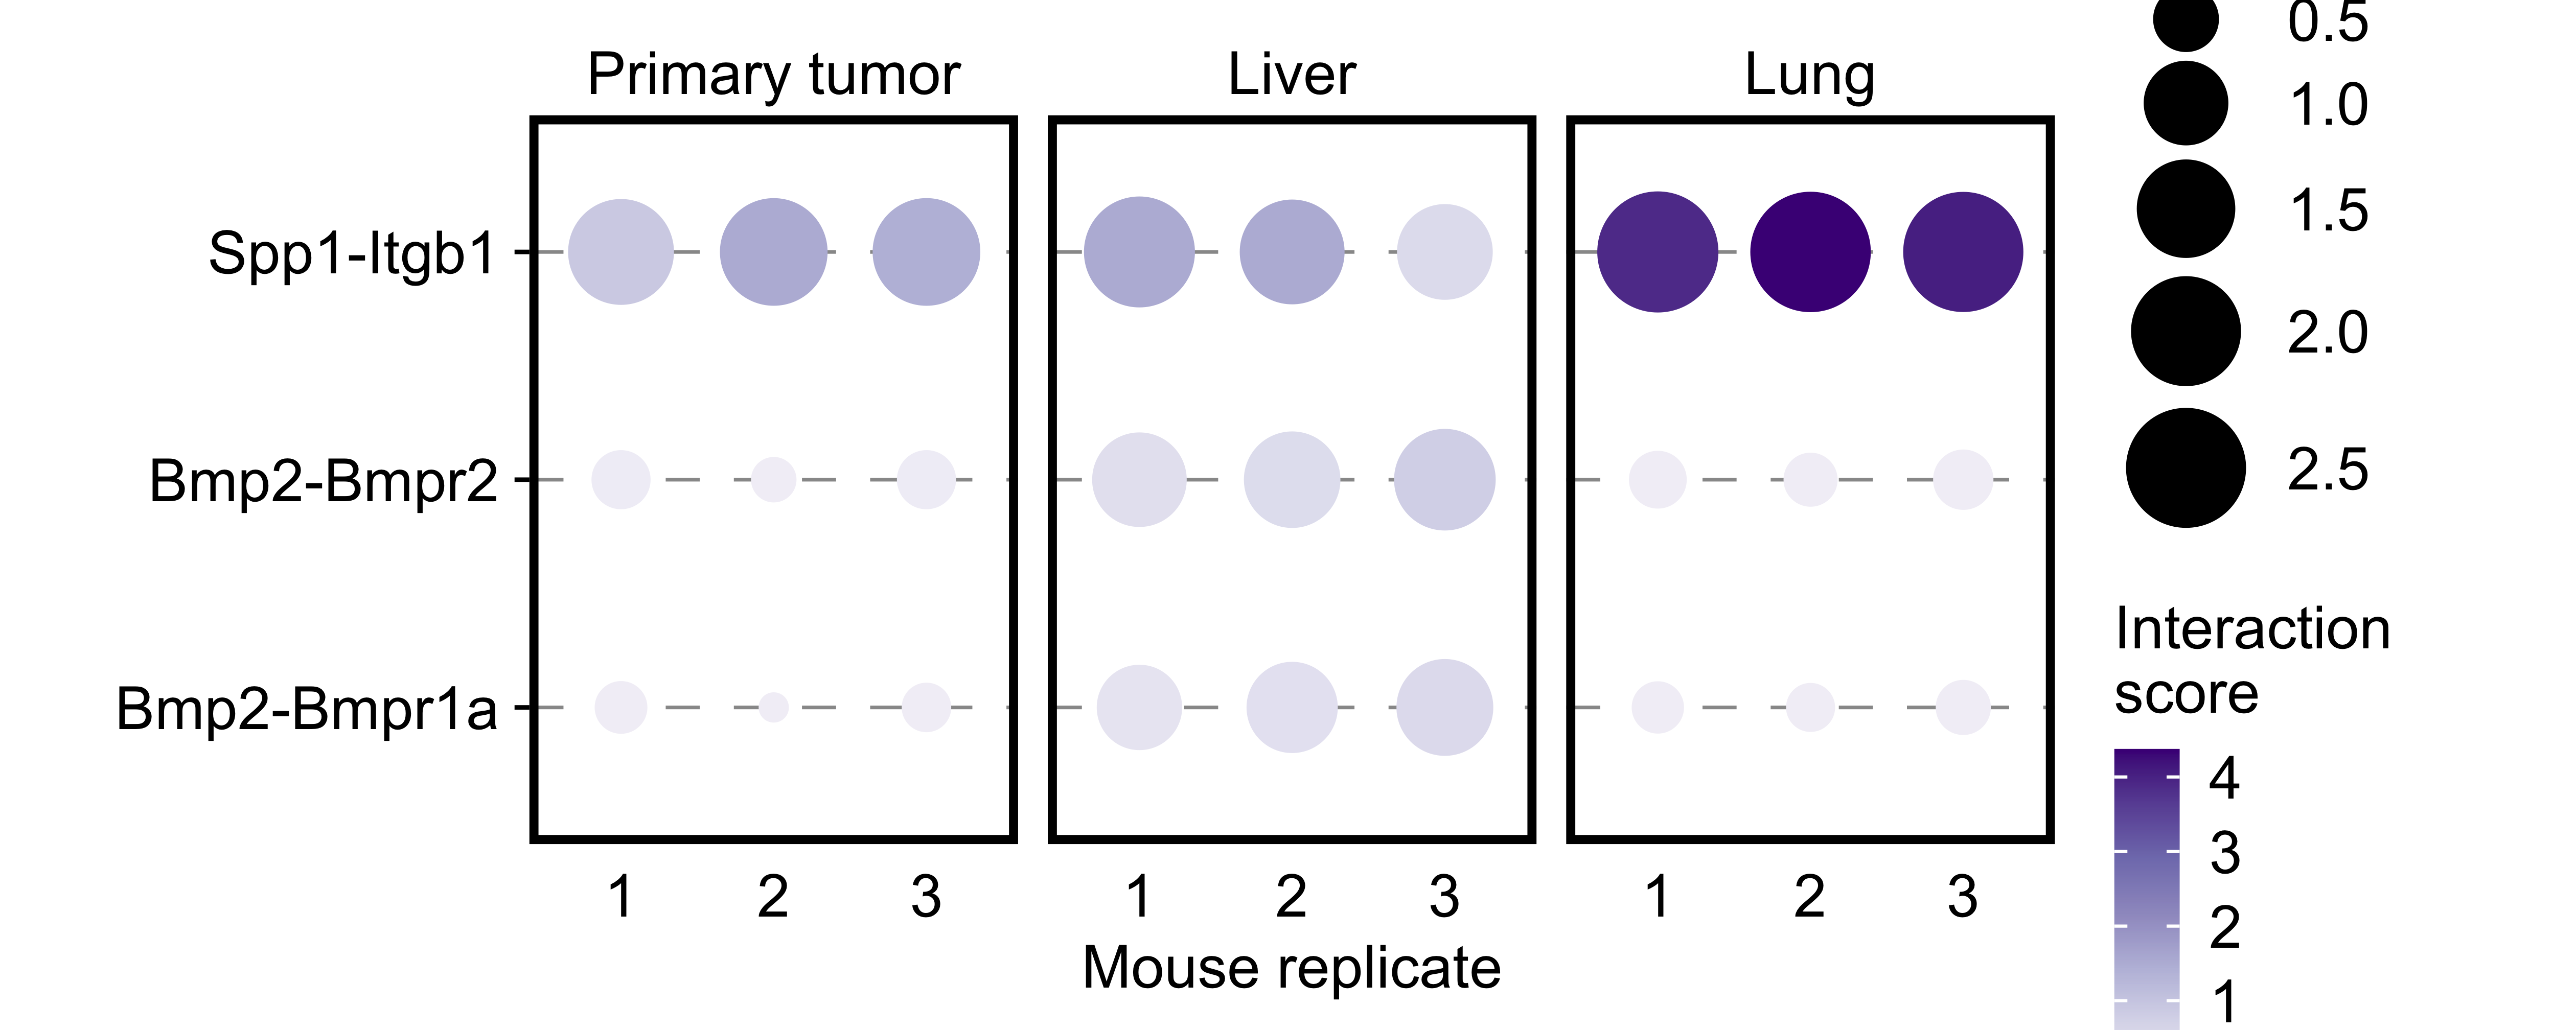 Primary tumor
Liver
Lung
Spp1-Itgb1
Bmp2-Bmpr2
Bmp2-Bmpr1a
1 2 3
1 2 3
1 2 3
Mouse replicate
0.5
1.0
1.5
2.0
2.5
Interaction
score
4
3
2
1